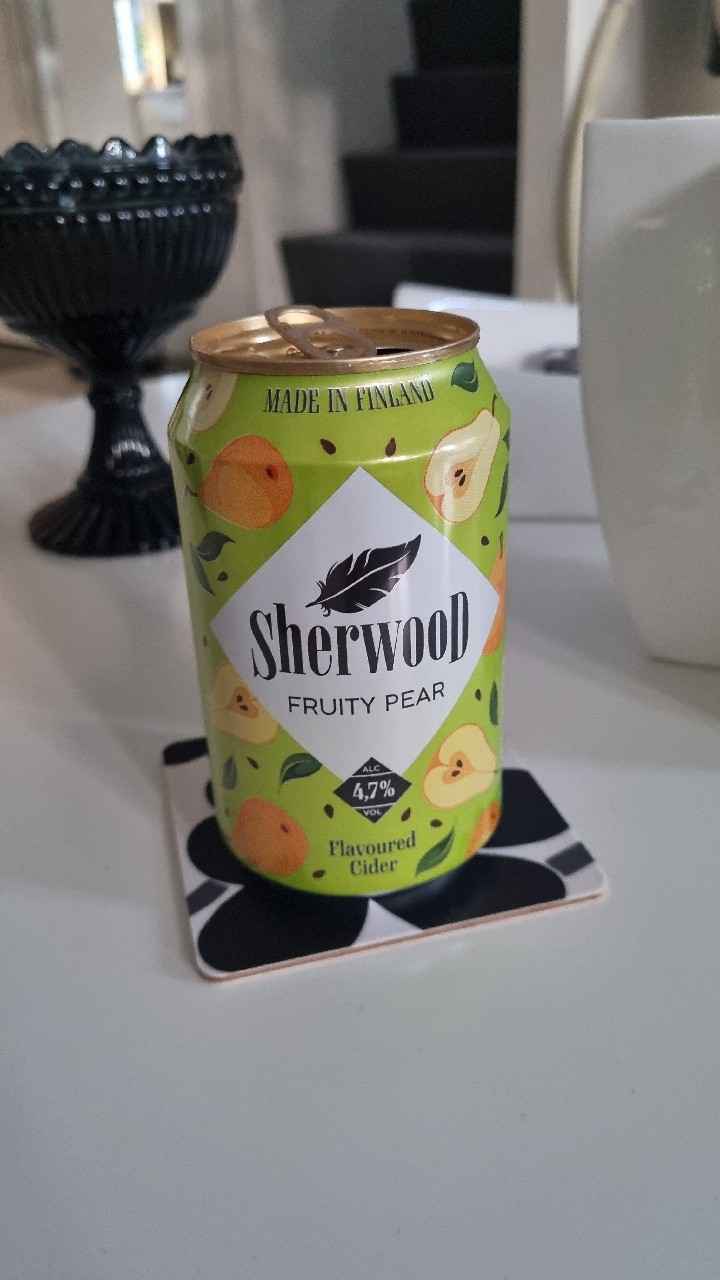 MADE IN FINLAND
Sherwood
FRUITY PEAR
ALC
4,7%
VOL
Flavoured
Cider